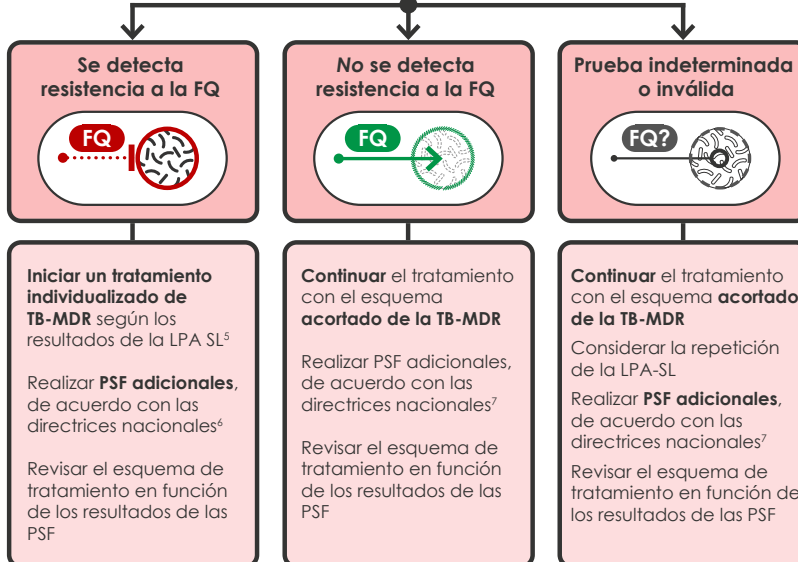 Se detecta
resistencia a la FQ
FQ
Iniciar un tratamiento
individualizado de
TB-MDR según los
resultados de la LPA SL⁵
Realizar PSF adicionales,
de acuerdo con las
directrices nacionales⁶
Revisar el esquema de
tratamiento en función
de los resultados de las
PSF
No se detecta
resistencia a la FQ
FQ
Continuar el tratamiento
con el esquema
acortado de la TB-MDR
Realizar PSF adicionales,
de acuerdo con las
directrices nacionales⁷
Revisar el esquema de
tratamiento en función
de los resultados de las
PSF
Prueba indeterminada
o inválida
FQ?
Continuar el tratamiento
con el esquema acortado
de la TB-MDR
Considerar la repetición
de la LPA-SL
Realizar PSF adicionales,
de acuerdo con las
directrices nacionales⁷
Revisar el esquema de
tratamiento en función de
los resultados de las PSF